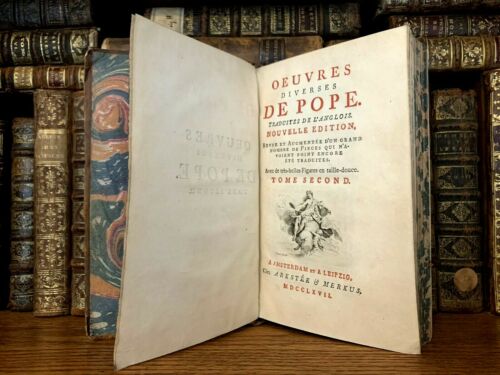 OEUVRES
DIVERSES
DE POPE.
TRADUITES DE L'ANGLOIS.
NOUVELLE EDITION,
REVUE ET AUGMENTÉE D'UN GRAND
NOMBRE DE PIECES QUI N'A-
VOIENT POINT ENCORE
ÉTÉ TRADUITES.
Avec de très-belles Figures en taille-douce.
TOME SECOND.
A AMSTERDAM ET A LEIPZIG,
Chez ARKSTÉE & MERKUS,
MDCCLXVII.